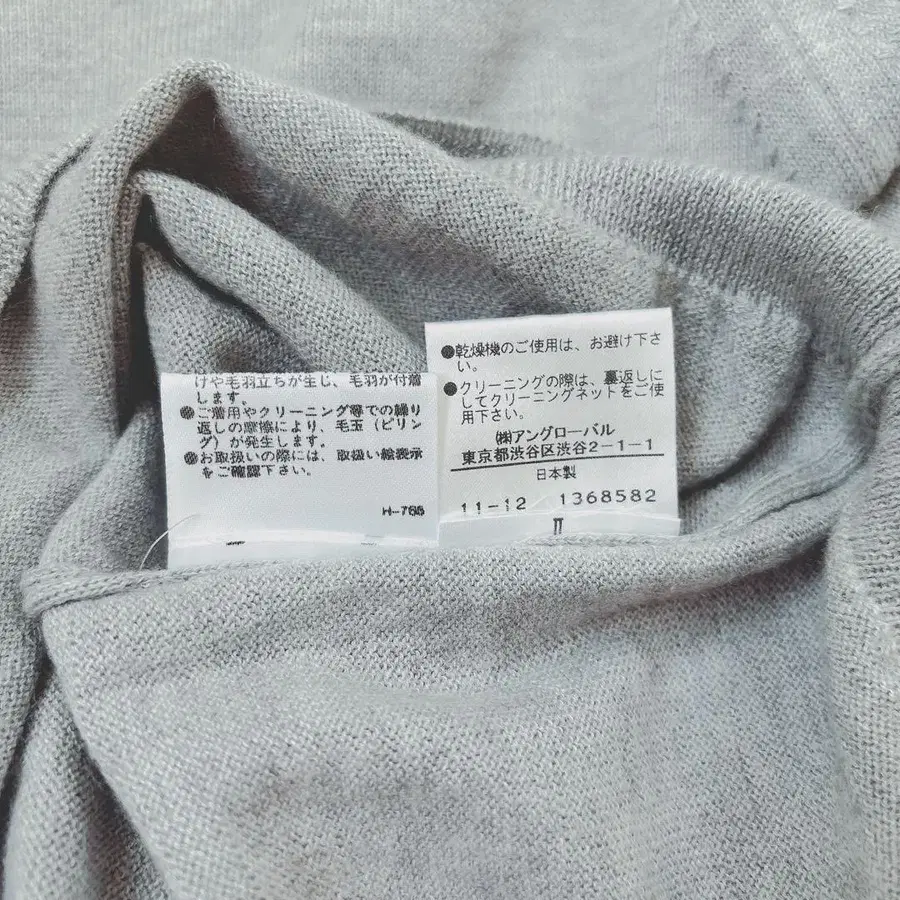 けや毛羽立ちが生じ、毛羽が付着
します。
●ご着用やクリーニング等での繰り
返しの摩擦により、毛玉(ピリン
グ)が発生します。
●お取扱いの際には、取扱い絵表示
をご確認下さい。
H-768
●乾燥機のご使用は、お避け下さ
い。
●クリーニングの際は、裏返しに
してクリーニングネットをご使
用下さい。
㈱アングローバル
東京都渋谷区渋谷2-1-1
日本製
11-12 1368582
II